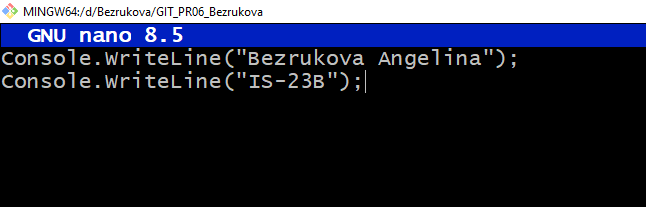 MINGW64:/d/Bezrukova/GIT_PR06_Bezrukova
GNU nano 8.5
Console.WriteLine("Bezrukova Angelina");
Console.WriteLine("IS-23B");